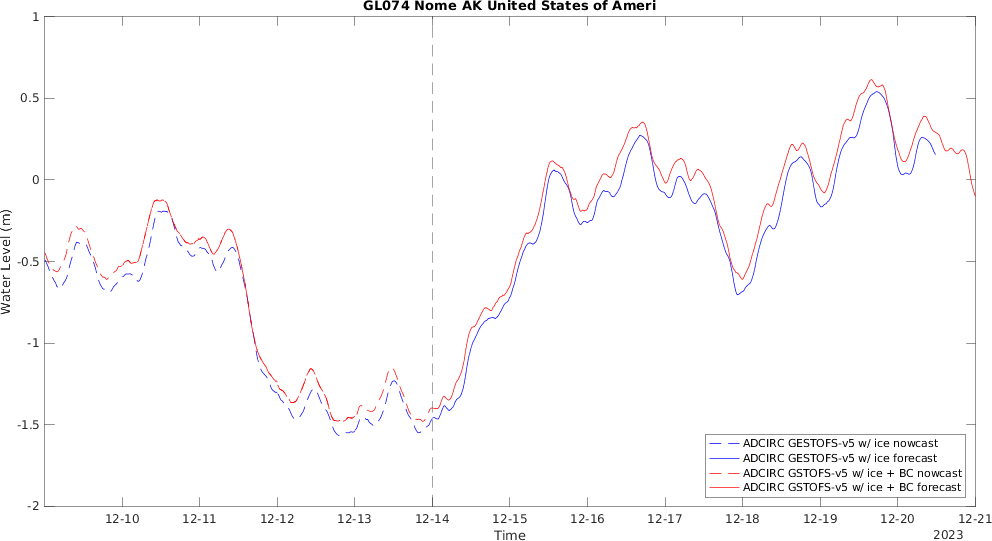 GL074 Nome AK United States of Ameri
Water Level (m)
1
0.5
0
-0.5
-1
-1.5
-2
ADCIRC GESTOFS-v5 w/ ice nowcast
ADCIRC GESTOFS-v5 w/ ice forecast
ADCIRC GSTOFS-v5 w/ ice + BC nowcast
ADCIRC GSTOFS-v5 w/ ice + BC forecast
12-10 12-11 12-12 12-13 12-14 12-15 12-16 12-17 12-18 12-19 12-20 12-21
Time
2023